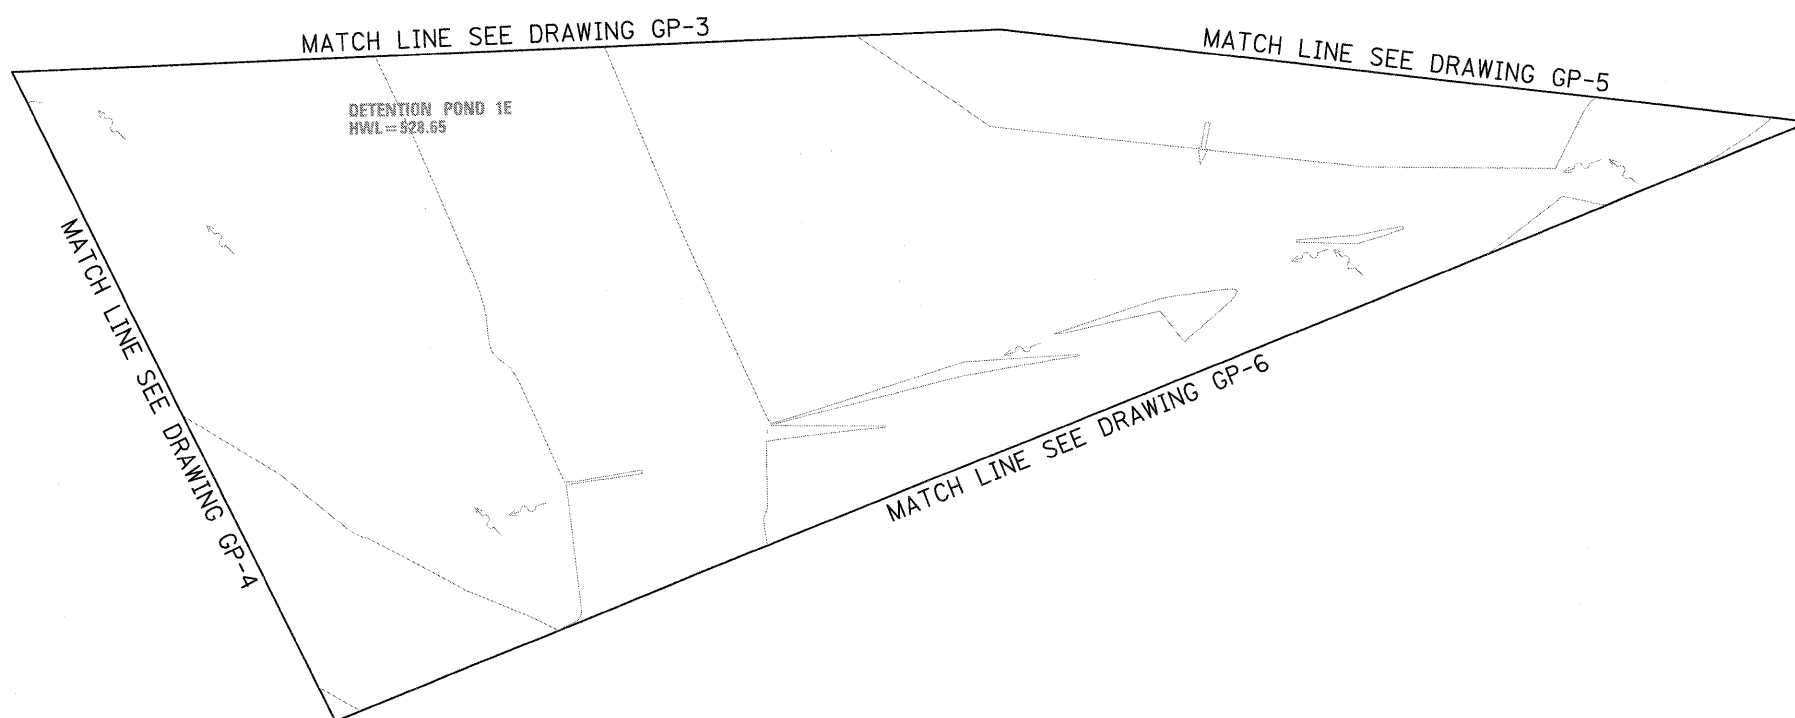 MATCH LINE SEE DRAWING GP-3
MATCH LINE SEE DRAWING GP-5
DETENTION POND 1E
HWL=928.65
MATCH LINE SEE DRAWING GP-4
MATCH LINE SEE DRAWING GP-6